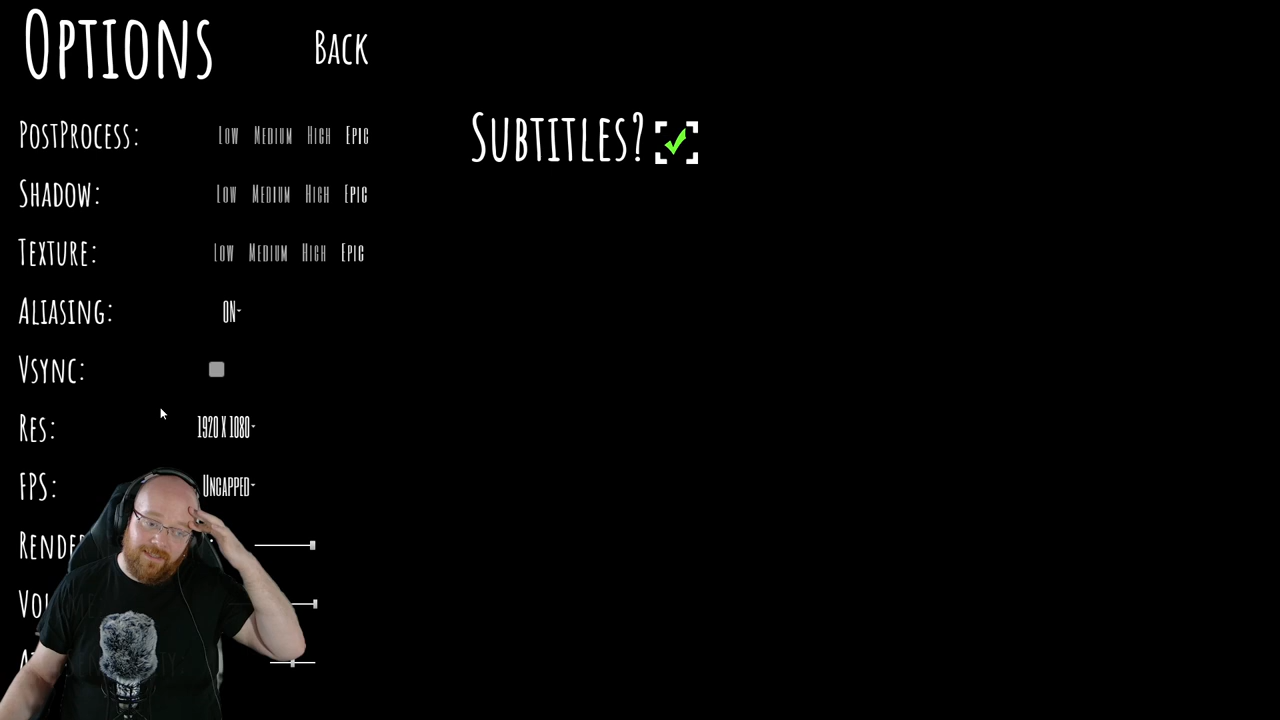 Options
Back
PostProcess: Low Medium High Epic
Shadow: Low Medium High Epic
Texture: Low Medium High Epic
Aliasing: On
Vsync:
Res: 1920 x 1080
FPS: Uncapped
Subtitles?